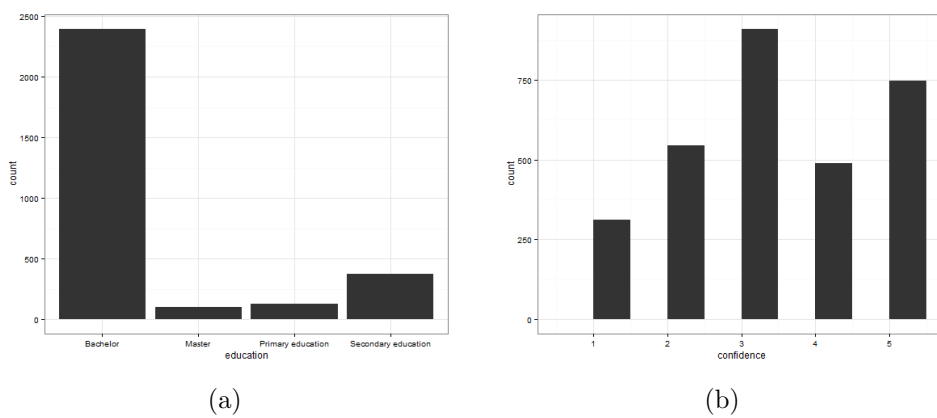 2500
2000
1500
1000
500
0
count
Bachelor Master Primary education Secondary education
education
(a)
750
500
250
0
count
1 2 3 4 5
confidence
(b)